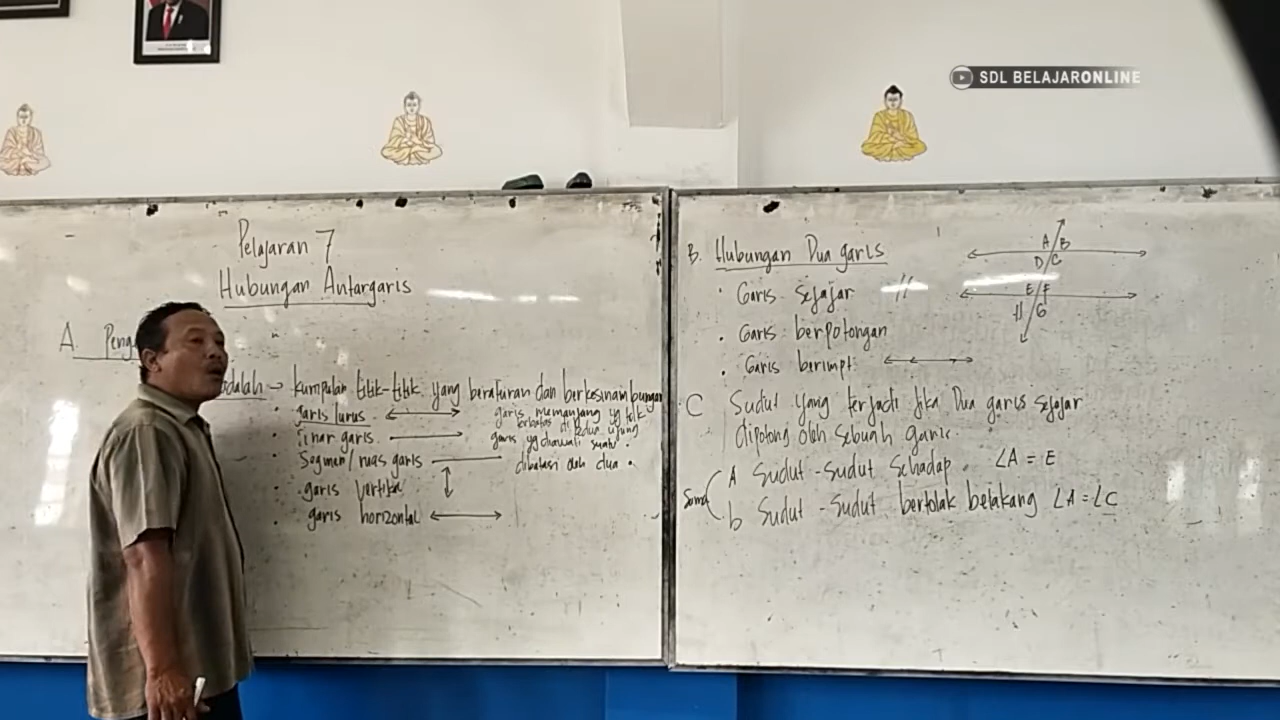 SDL BELAJARONLINE
Pelajaran 7
Hubungan Antargaris
A. Peng
adalah → kumpulan titik-titik yang beraturan dan berkesinambungan
• garis lurus garis memanjang yg tdk
terbatas di kedua ujung
• Sinar garis garis yg diawali suatu •
• Segmen/ruas garis dibatasi oleh dua •
• garis vertikal
• garis horizontal
B. Hubungan Dua garis
• Garis sejajar //
• Garis berpotongan
• Garis berimpit
A B
D C
E F
H G
C Sudut yang terjadi Jika Dua garis sejajar
dipotong oleh sebuah garis.
Sama
A Sudut-sudut Sehadap. ∠A = E
b Sudut-Sudut bertolak belakang ∠A = ∠C